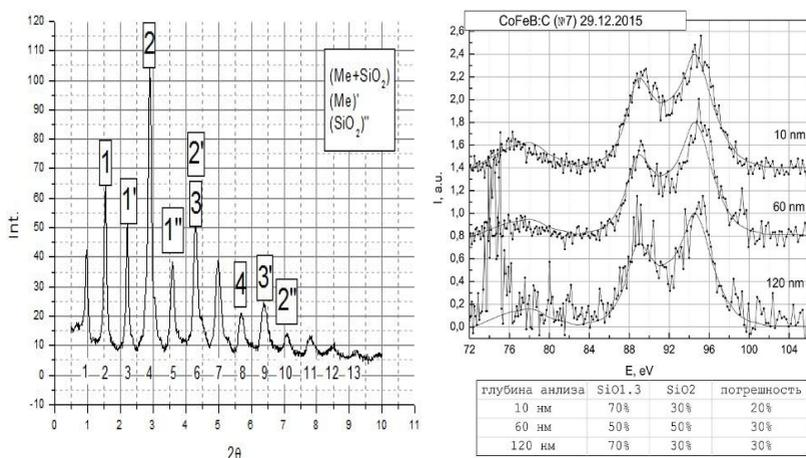 120
110
100
90
80
70
60
50
40
30
20
10
0
-10
Int.
0 1 2 3 4 5 6 7 8 9 10 11
2θ
2
(Me+SiO₂)
(Me)'
(SiO₂)"
1
1'
1"
2'
3
4
3'
2"
1 2 3 4 5 6 7 8 9 10 11 12 13
CoFeB:C (№7) 29.12.2015
1,6
2,8
2,6
2,4
2,2
2,0
1,8
1,6
1,4
1,2
1,0
0,8
0,6
0,4
0,2
0,0
I, a.u.
10 nm
60 nm
120 nm
72 76 80 84 88 92 96 100 104
E, eV
глубина анализа SiO1.3 SiO2 погрешность
10 нм 70% 30% 20%
60 нм 50% 50% 30%
120 нм 70% 30% 30%